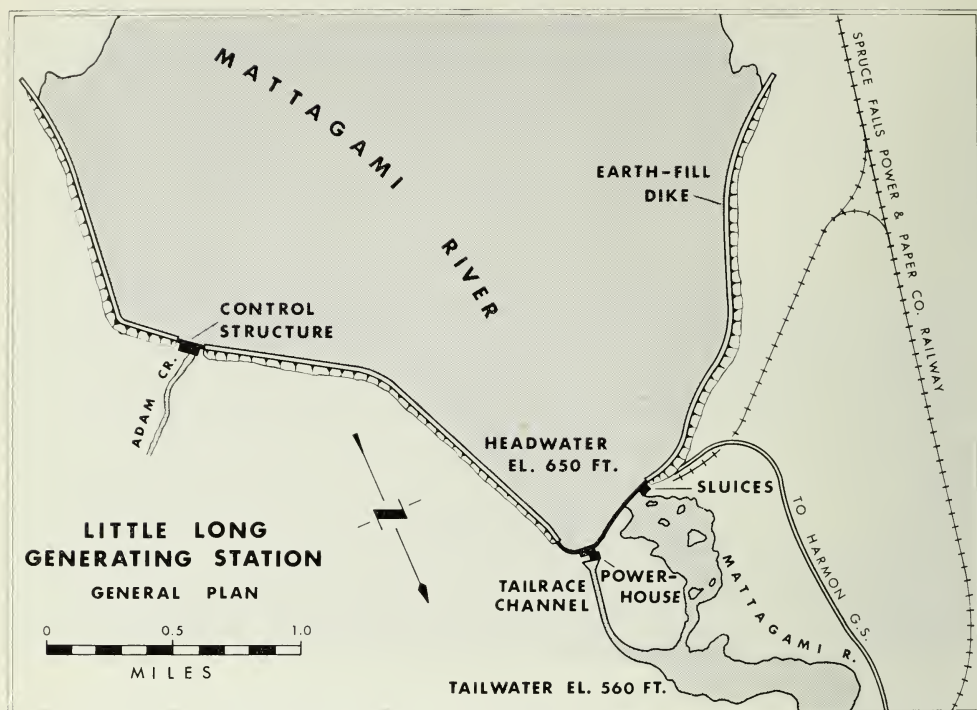 MATTAGAMI
RIVER
EARTH-FILL
DIKE
SPRUCE FALLS POWER & PAPER CO. RAILWAY
CONTROL
STRUCTURE
ADAM CR.
HEADWATER
EL. 650 FT.
SLUICES
LITTLE LONG
GENERATING STATION
GENERAL PLAN
0 0.5 1.0
MILES
TAILRACE
CHANNEL
POWER-
HOUSE
MATTAGAMI R.
TO HARMON G.S.
TAILWATER EL. 560 FT.